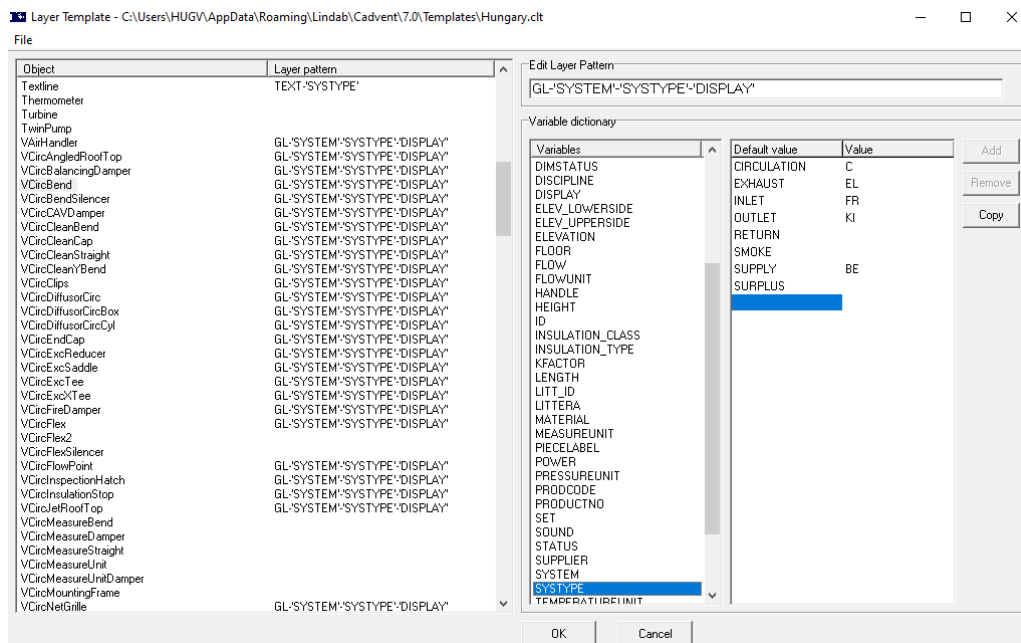 Layer Template - C:\Users\HUGV\AppData\Roaming\Lindab\Cadvent\7.0\Templates\Hungary.clt
File
Object Layer pattern
Textline TEXT-'SYSTYPE'
Thermometer
Turbine
TwinPump
VAirHandler GL-'SYSTEM'-'SYSTYPE'-'DISPLAY'
VCircAngledRoofTop GL-'SYSTEM'-'SYSTYPE'-'DISPLAY'
VCircBalancingDamper GL-'SYSTEM'-'SYSTYPE'-'DISPLAY'
VCircBend GL-'SYSTEM'-'SYSTYPE'-'DISPLAY'
VCircBendSilencer GL-'SYSTEM'-'SYSTYPE'-'DISPLAY'
VCircCAVDamper GL-'SYSTEM'-'SYSTYPE'-'DISPLAY'
VCircCleanBend GL-'SYSTEM'-'SYSTYPE'-'DISPLAY'
VCircCleanCap GL-'SYSTEM'-'SYSTYPE'-'DISPLAY'
VCircCleanStraight GL-'SYSTEM'-'SYSTYPE'-'DISPLAY'
VCircCleanYBend GL-'SYSTEM'-'SYSTYPE'-'DISPLAY'
VCircClips GL-'SYSTEM'-'SYSTYPE'-'DISPLAY'
VCircDiffusorCirc GL-'SYSTEM'-'SYSTYPE'-'DISPLAY'
VCircDiffusorCircBox GL-'SYSTEM'-'SYSTYPE'-'DISPLAY'
VCircDiffusorCircCyl GL-'SYSTEM'-'SYSTYPE'-'DISPLAY'
VCircEndCap GL-'SYSTEM'-'SYSTYPE'-'DISPLAY'
VCircExcReducer GL-'SYSTEM'-'SYSTYPE'-'DISPLAY'
VCircExcSaddle GL-'SYSTEM'-'SYSTYPE'-'DISPLAY'
VCircExcTee GL-'SYSTEM'-'SYSTYPE'-'DISPLAY'
VCircExcXTee GL-'SYSTEM'-'SYSTYPE'-'DISPLAY'
VCircFireDamper GL-'SYSTEM'-'SYSTYPE'-'DISPLAY'
VCircFlex GL-'SYSTEM'-'SYSTYPE'-'DISPLAY'
VCircFlex2
VCircFlexSilencer
VCircFlowPoint GL-'SYSTEM'-'SYSTYPE'-'DISPLAY'
VCircInspectionHatch GL-'SYSTEM'-'SYSTYPE'-'DISPLAY'
VCircInsulationStop GL-'SYSTEM'-'SYSTYPE'-'DISPLAY'
VCircJetRoofTop GL-'SYSTEM'-'SYSTYPE'-'DISPLAY'
VCircMeasureBend
VCircMeasureDamper
VCircMeasureStraight
VCircMeasureUnit
VCircMeasureUnitDamper
VCircMountingFrame
VCircNetGrille GL-'SYSTEM'-'SYSTYPE'-'DISPLAY'
Edit Layer Pattern
GL-'SYSTEM'-'SYSTYPE'-'DISPLAY'
Variable dictionary
Variables
DIMSTATUS
DISCIPLINE
DISPLAY
ELEV_LOWERSIDE
ELEV_UPPERSIDE
ELEVATION
FLOOR
FLOW
FLOWUNIT
HANDLE
HEIGHT
ID
INSULATION_CLASS
INSULATION_TYPE
KFACTOR
LENGTH
LITT_ID
LITTERA
MATERIAL
MEASUREUNIT
PIECELABEL
POWER
PRESSUREUNIT
PRODCODE
PRODUCTNO
SET
SOUND
STATUS
SUPPLIER
SYSTEM
SYSTYPE
TEMPERATUREUNIT
Default value Value
CIRCULATION C
EXHAUST EL
INLET FR
OUTLET KI
RETURN
SMOKE
SUPPLY BE
SURPLUS
Add
Remove
Copy
OK Cancel